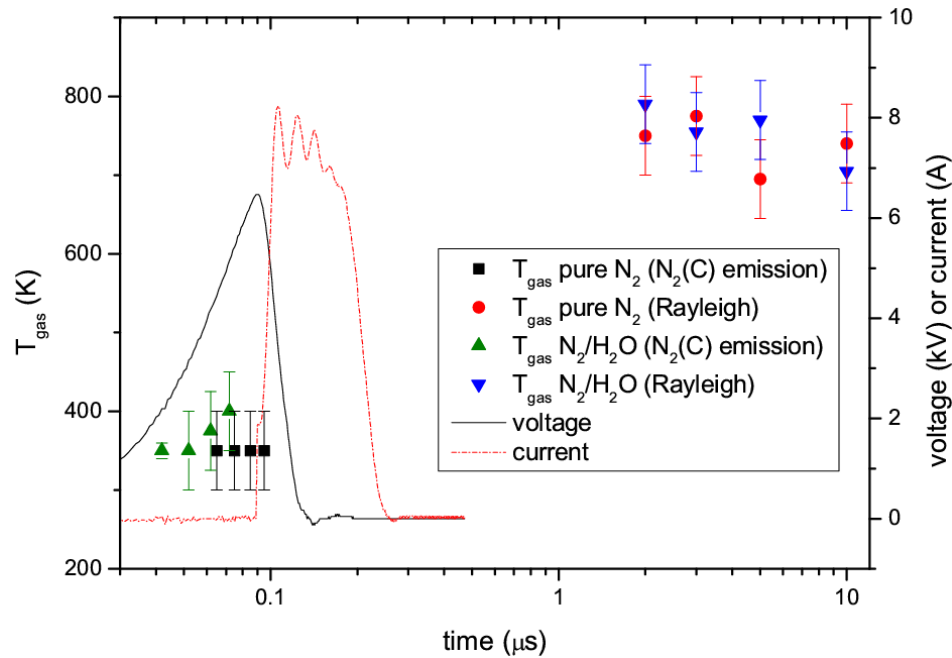 800
600
400
200
T_gas (K)
0.1
1
10
time (μs)
10
8
6
4
2
0
voltage (kV) or current (A)
T_gas pure N_2 (N_2(C) emission)
T_gas pure N_2 (Rayleigh)
T_gas N_2/H_2O (N_2(C) emission)
T_gas N_2/H_2O (Rayleigh)
voltage
current